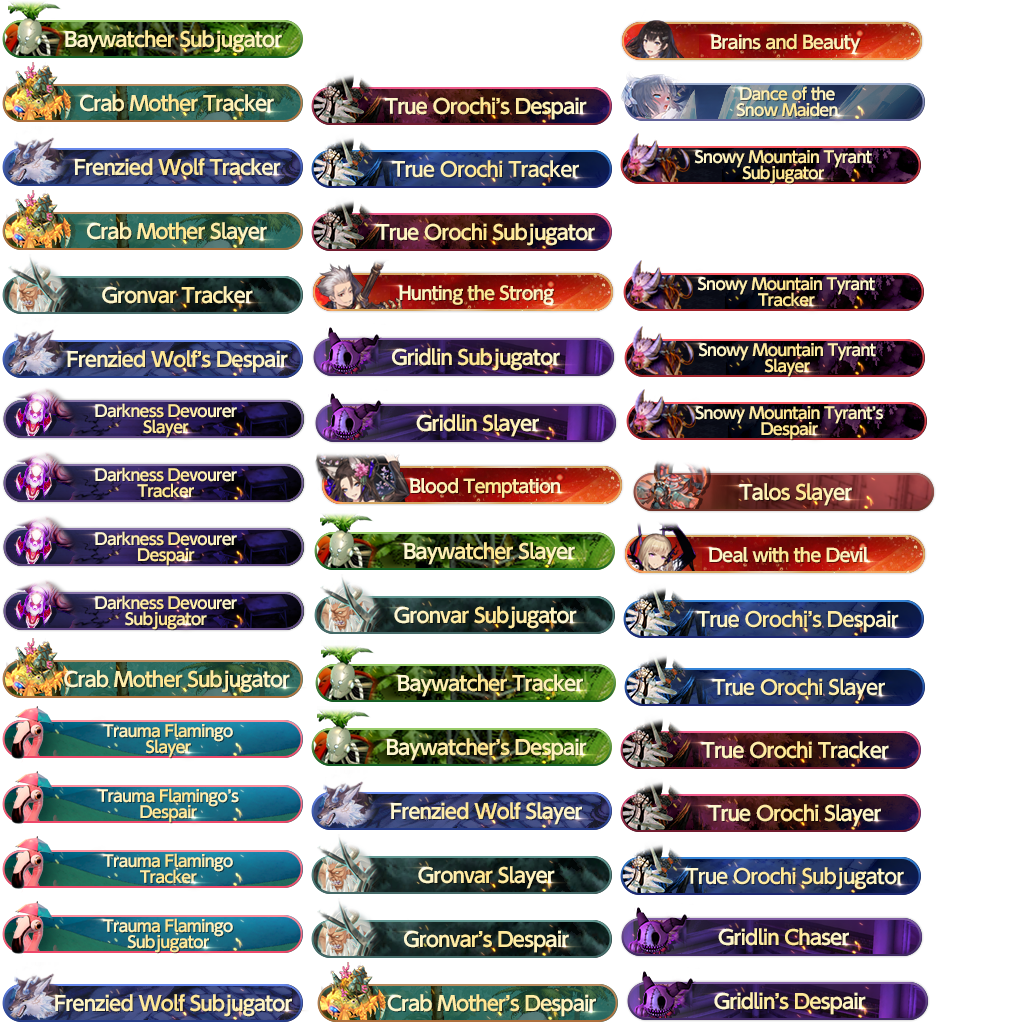 Baywatcher Subjugator
Crab Mother Tracker
Frenzied Wolf Tracker
Crab Mother Slayer
Gronvar Tracker
Frenzied Wolf's Despair
Darkness Devourer
Slayer
Darkness Devourer
Tracker
Darkness Devourer
Despair
Darkness Devourer
Subjugator
Crab Mother Subjugator
Trauma Flamingo
Slayer
Trauma Flamingo's
Despair
Trauma Flamingo
Tracker
Trauma Flamingo
Subjugator
Frenzied Wolf Subjugator
True Orochi's Despair
True Orochi Tracker
True Orochi Subjugator
Hunting the Strong
Gridlin Subjugator
Gridlin Slayer
Blood Temptation
Baywatcher Slayer
Gronvar Subjugator
Baywatcher Tracker
Baywatcher's Despair
Frenzied Wolf Slayer
Gronvar Slayer
Gronvar's Despair
Crab Mother's Despair
Brains and Beauty
Dance of the
Snow Maiden
Snowy Mountain Tyrant
Subjugator
Snowy Mountain Tyrant
Tracker
Snowy Mountain Tyrant
Slayer
Snowy Mountain Tyrant's
Despair
Talos Slayer
Deal with the Devil
True Orochi's Despair
True Orochi Slayer
True Orochi Tracker
True Orochi Slayer
True Orochi Subjugator
Gridlin Chaser
Gridlin's Despair